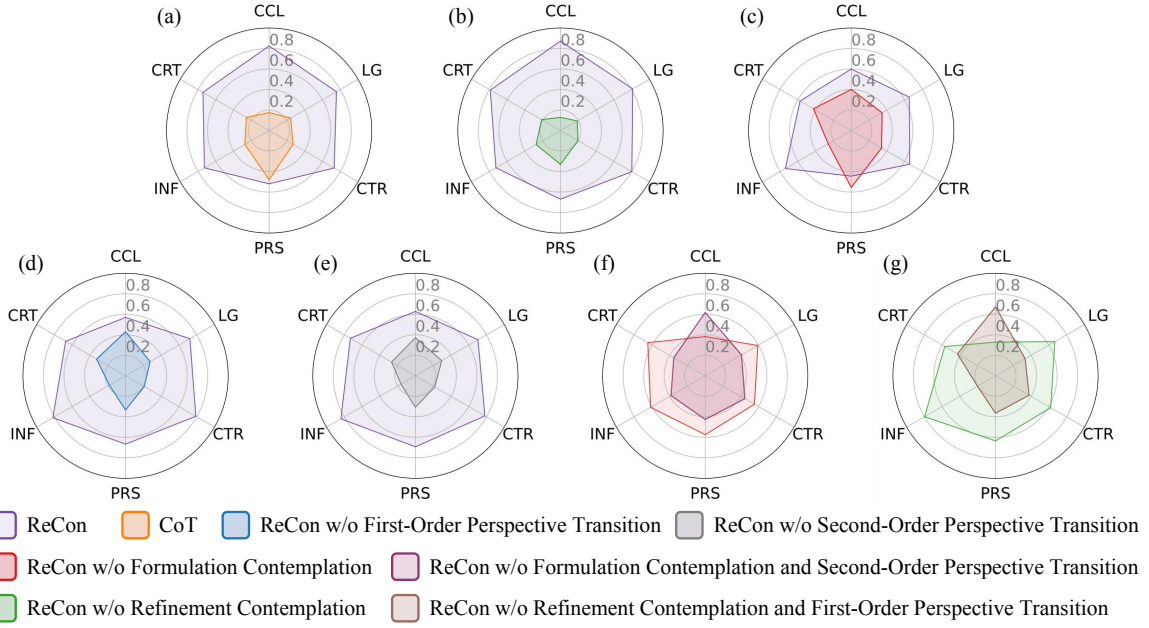 (a)
CCL
0.8
0.6
0.4
0.2
CRT
LG
INF
CTR
PRS
(b)
CCL
0.8
0.6
0.4
0.2
CRT
LG
INF
CTR
PRS
(c)
CCL
0.8
0.6
0.4
0.2
CRT
LG
INF
CTR
PRS
(d)
CCL
0.8
0.6
0.4
0.2
CRT
LG
INF
CTR
PRS
(e)
CCL
0.8
0.6
0.4
0.2
CRT
LG
INF
CTR
PRS
(f)
CCL
0.8
0.6
0.4
0.2
CRT
LG
INF
CTR
PRS
(g)
CCL
0.8
0.6
0.4
0.2
CRT
LG
INF
CTR
PRS
ReCon CoT ReCon w/o First-Order Perspective Transition ReCon w/o Second-Order Perspective Transition
ReCon w/o Formulation Contemplation ReCon w/o Formulation Contemplation and Second-Order Perspective Transition
ReCon w/o Refinement Contemplation ReCon w/o Refinement Contemplation and First-Order Perspective Transition